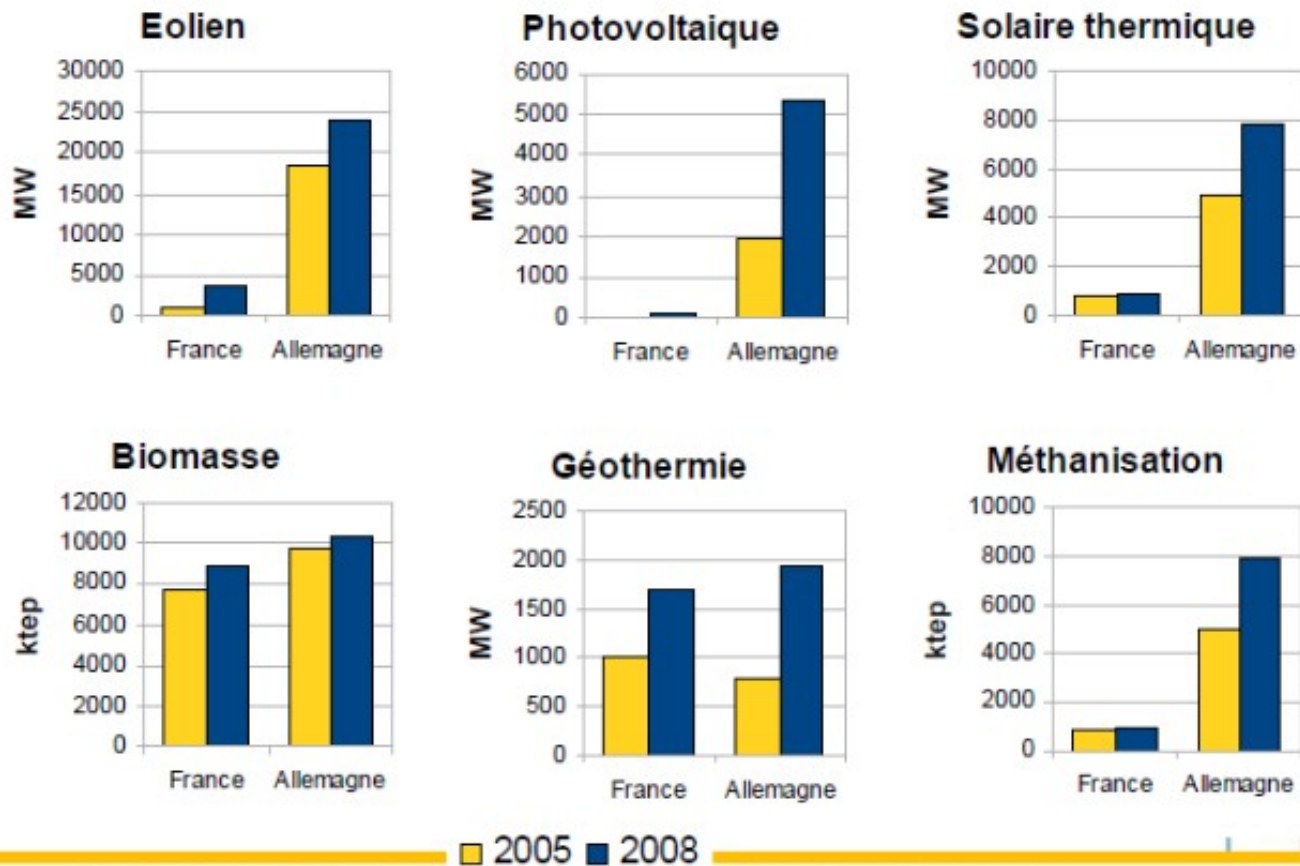 Eolien
30000
25000
20000
15000
10000
5000
0
MW
France Allemagne
Photovoltaique
6000
5000
4000
3000
2000
1000
0
MW
France Allemagne
Solaire thermique
10000
8000
6000
4000
2000
0
MW
France Allemagne
Biomasse
12000
10000
8000
6000
4000
2000
0
ktep
France Allemagne
Géothermie
2500
2000
1500
1000
500
0
MW
France Allemagne
Méthanisation
10000
8000
6000
4000
2000
0
ktep
France Allemagne
2005 2008